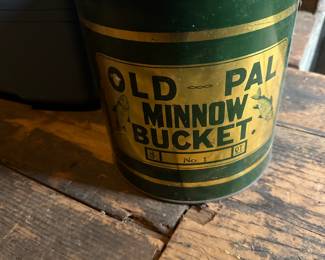 OLD PAL
MINNOW
BUCKET.
No. 1